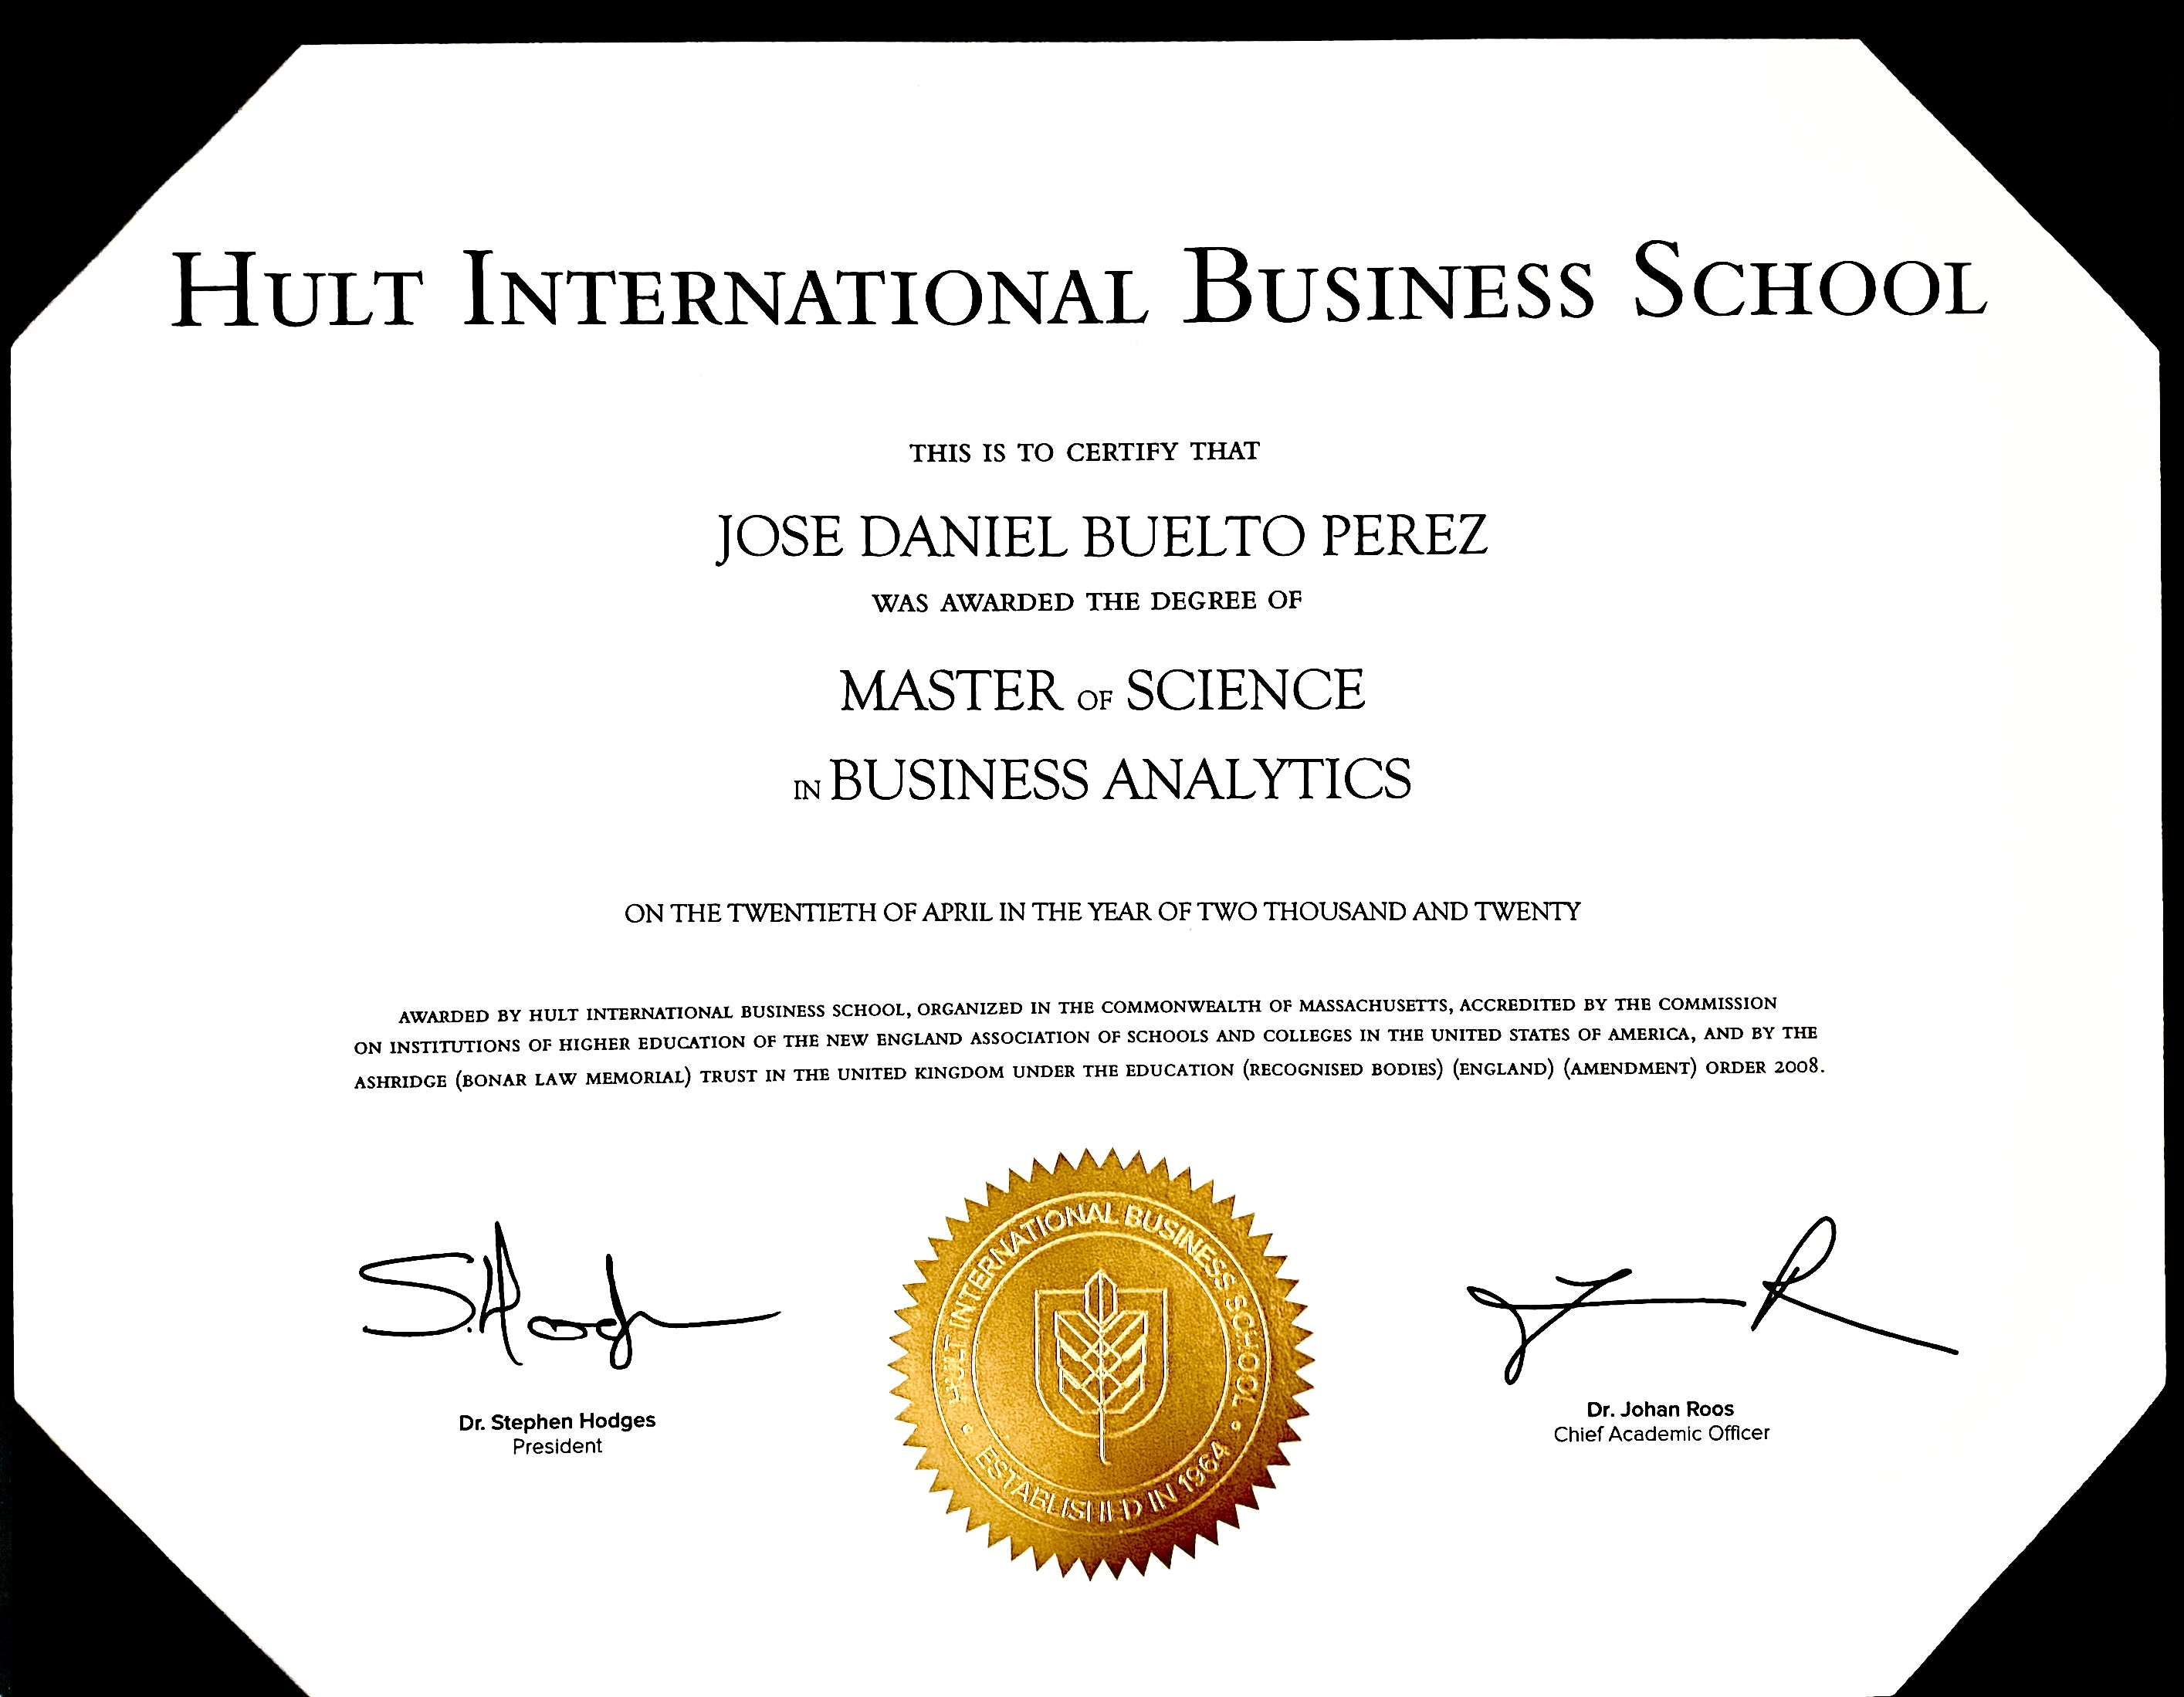 HULT INTERNATIONAL BUSINESS SCHOOL
THIS IS TO CERTIFY THAT
JOSE DANIEL BUELTO PEREZ
WAS AWARDED THE DEGREE OF
MASTER OF SCIENCE
IN BUSINESS ANALYTICS
ON THE TWENTIETH OF APRIL IN THE YEAR OF TWO THOUSAND AND TWENTY
AWARDED BY HULT INTERNATIONAL BUSINESS SCHOOL, ORGANIZED IN THE COMMONWEALTH OF MASSACHUSETTS, ACCREDITED BY THE COMMISSION
ON INSTITUTIONS OF HIGHER EDUCATION OF THE NEW ENGLAND ASSOCIATION OF SCHOOLS AND COLLEGES IN THE UNITED STATES OF AMERICA, AND BY THE
ASHRIDGE (BONAR LAW MEMORIAL) TRUST IN THE UNITED KINGDOM UNDER THE EDUCATION (RECOGNISED BODIES) (ENGLAND) (AMENDMENT) ORDER 2008.
HULT INTERNATIONAL BUSINESS SCHOOL
ESTABLISHED IN 1964
Dr. Stephen Hodges
President
Dr. Johan Roos
Chief Academic Officer